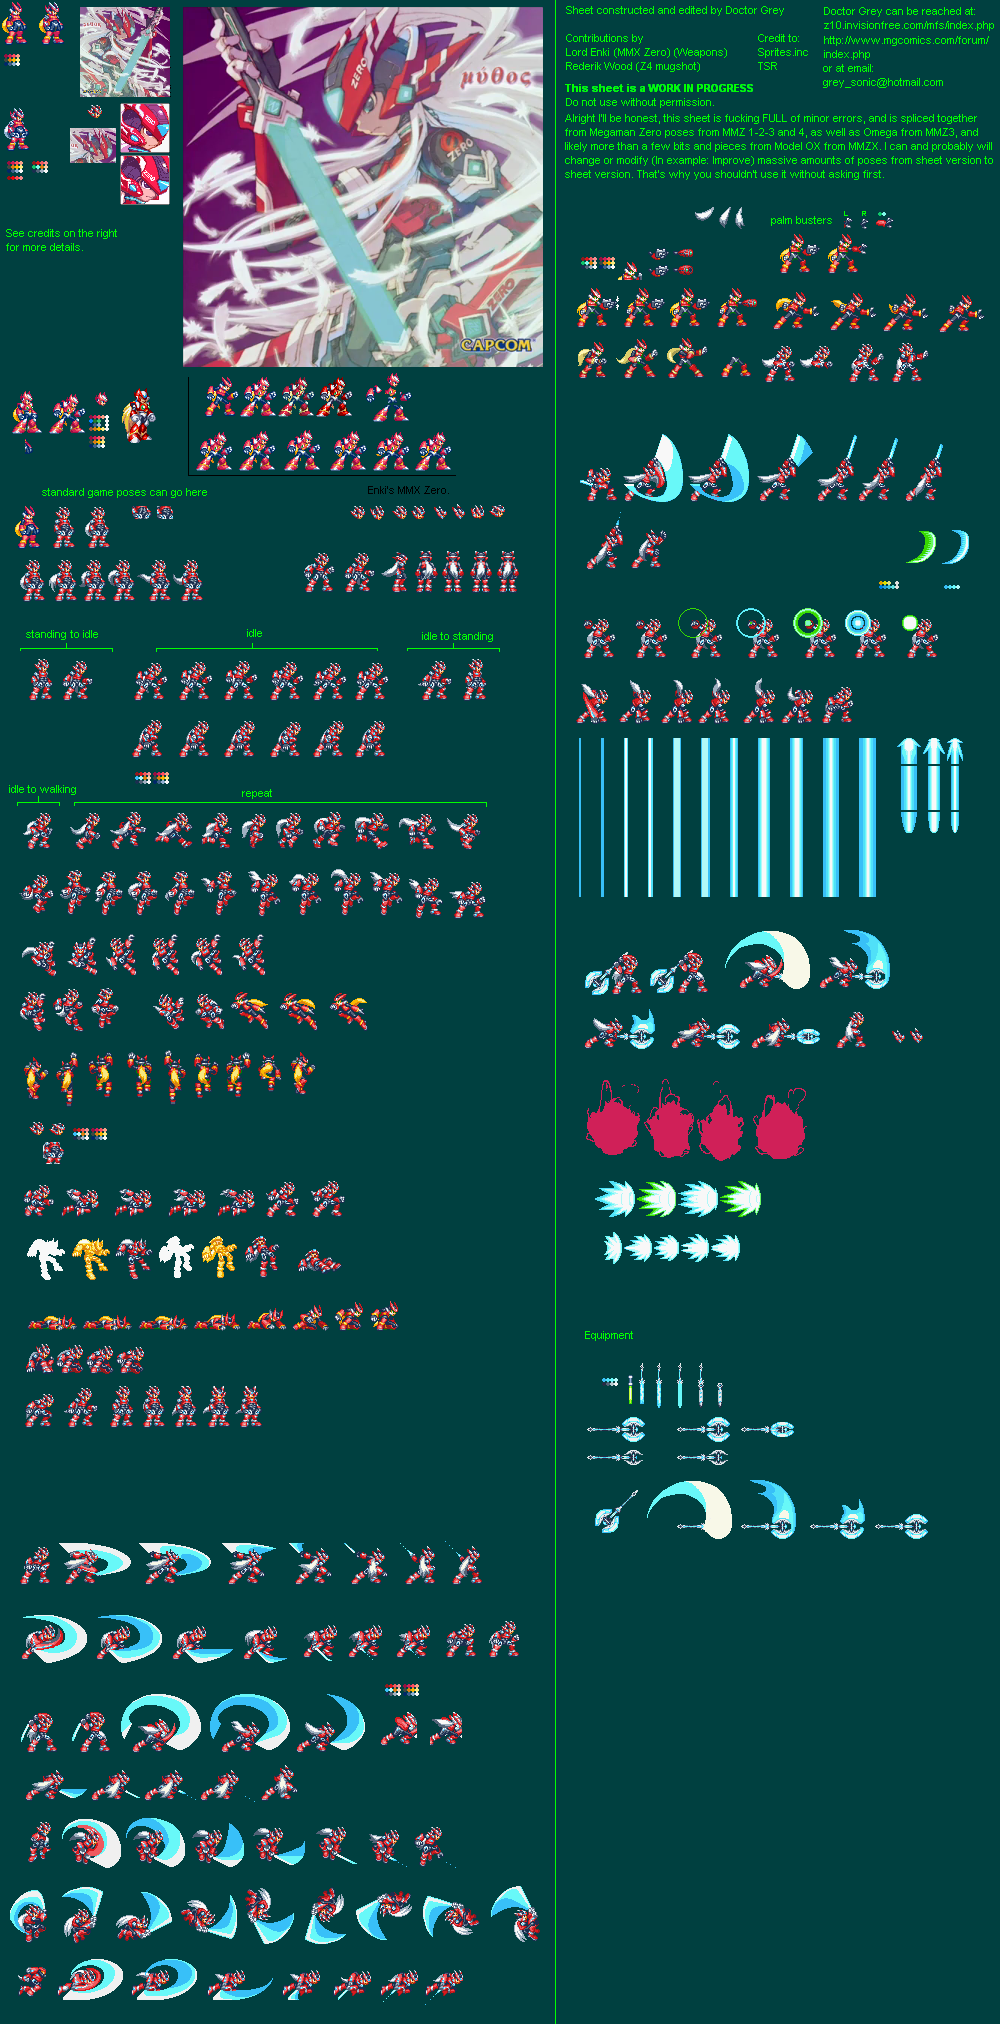 Sheet constructed and edited by Doctor Grey
Contributions by
Lord Enki (MMX Zero) (Weapons)
Rederik Wood (Z4 mugshot)
Credit to:
Sprites.inc
TSR
Doctor Grey can be reached at:
z10.invisionfree.com/mfs/index.php
http://www.mgcomics.com/forum/
index.php
or at email:
grey_sonic@hotmail.com
This sheet is a WORK IN PROGRESS
Do not use without permission.
Alright I'll be honest, this sheet is fucking FULL of minor errors, and is spliced together
from Megaman Zero poses from MMZ 1-2-3 and 4, as well as Omega from MMZ3, and
likely more than a few bits and pieces from Model OX from MMZX. I can and probably will
change or modify (In example: Improve) massive amounts of poses from sheet version to
sheet version. That's why you shouldn't use it without asking first.
ZERO
μῦθος
ZERO
ZERO
CAPCOM
See credits on the right
for more details.
palm busters
L
R
Enki's MMX Zero.
standard game poses can go here
standing to idle
idle
idle to standing
idle to walking
repeat
Equipment